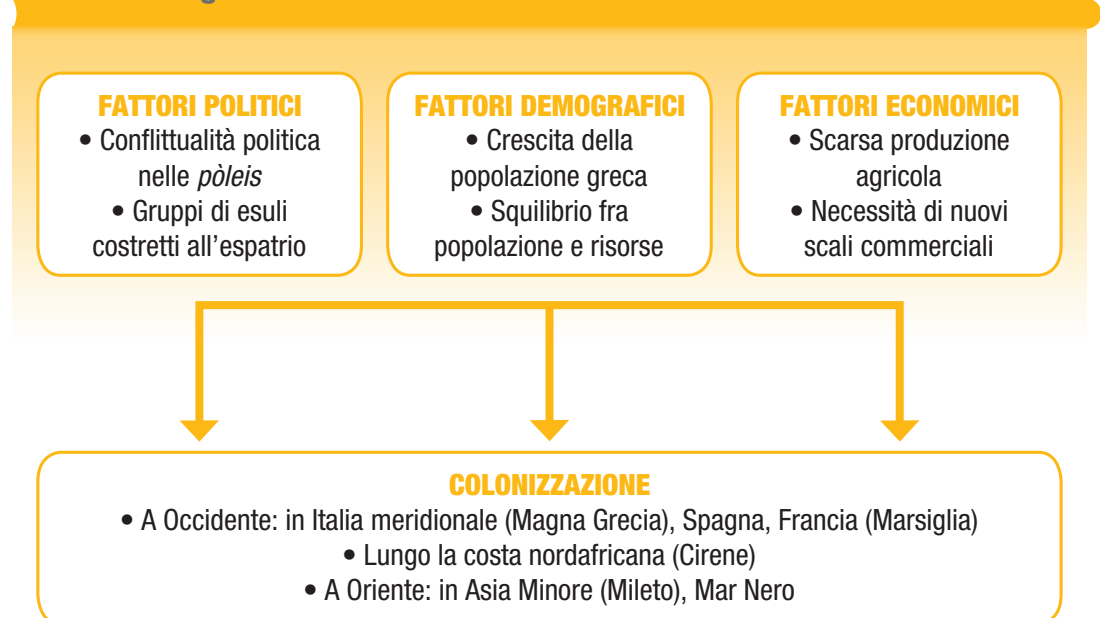 FATTORI POLITICI
• Conflittualità politica
nelle pòleis
• Gruppi di esuli
costretti all'espatrio
FATTORI DEMOGRAFICI
• Crescita della
popolazione greca
• Squilibrio fra
popolazione e risorse
FATTORI ECONOMICI
• Scarsa produzione
agricola
• Necessità di nuovi
scali commerciali
COLONIZZAZIONE
• A Occidente: in Italia meridionale (Magna Grecia), Spagna, Francia (Marsiglia)
• Lungo la costa nordafricana (Cirene)
• A Oriente: in Asia Minore (Mileto), Mar Nero